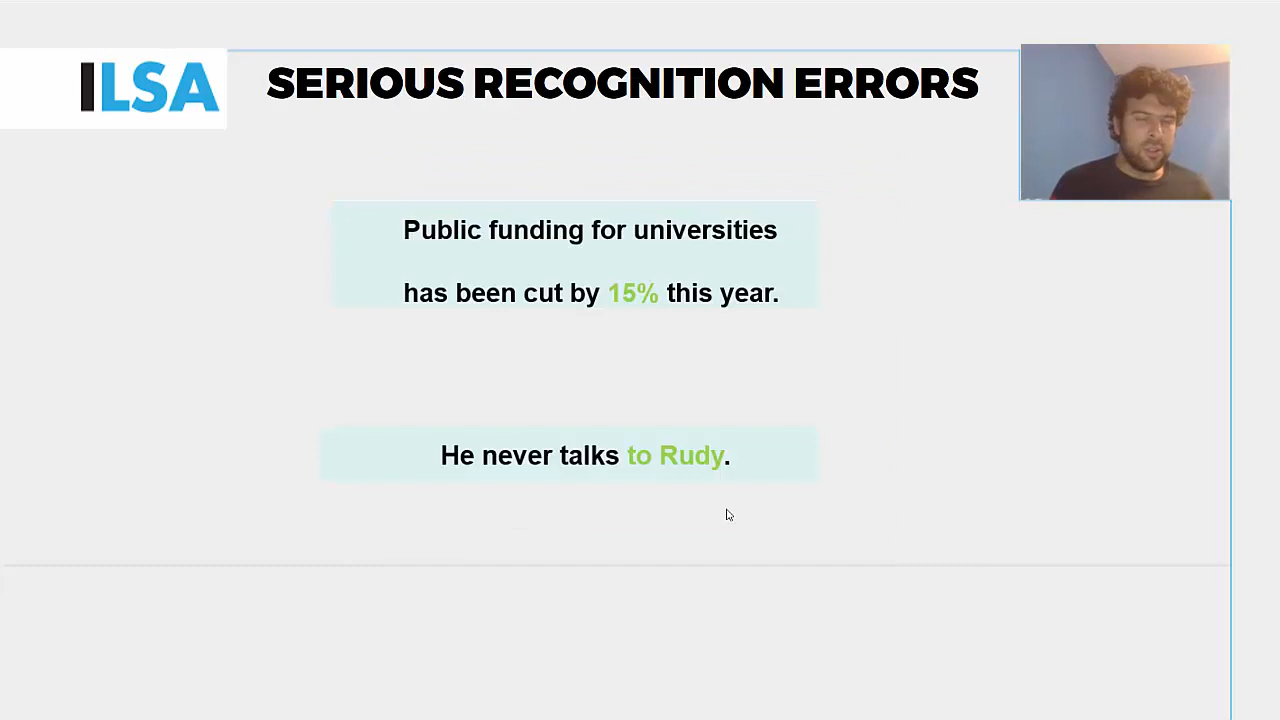 ILSA
SERIOUS RECOGNITION ERRORS
Public funding for universities
has been cut by 15% this year.
He never talks to Rudy.